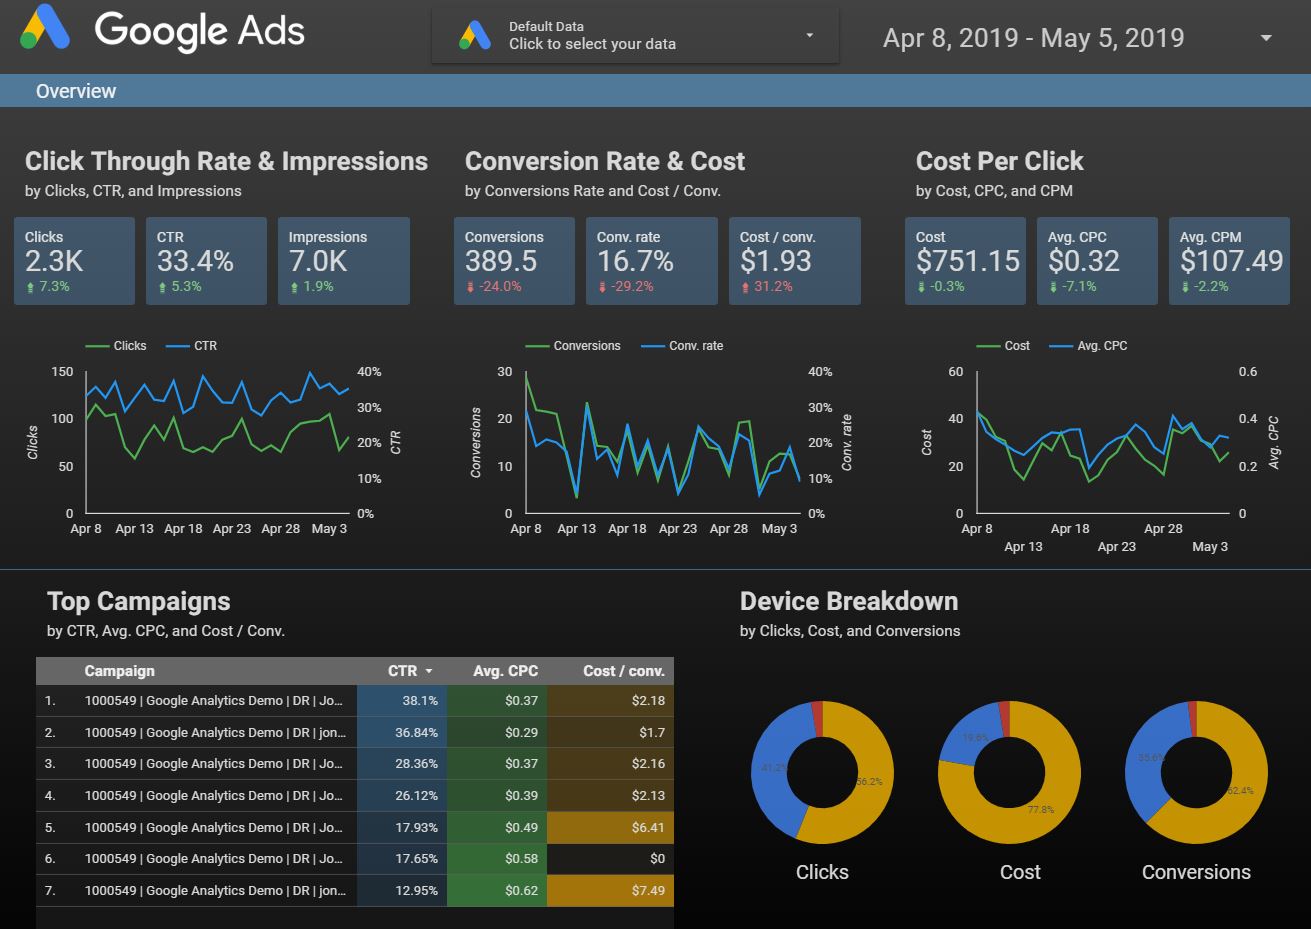 Google Ads
Default Data
Click to select your data
Apr 8, 2019 - May 5, 2019
Overview
Click Through Rate & Impressions
by Clicks, CTR, and Impressions
Clicks
2.3K
7.3%
CTR
33.4%
5.3%
Impressions
7.0K
1.9%
Conversion Rate & Cost
by Conversions Rate and Cost / Conv.
Conversions
389.5
-24.0%
Conv. rate
16.7%
-29.2%
Cost / conv.
$1.93
31.2%
Cost Per Click
by Cost, CPC, and CPM
Cost
$751.15
-0.3%
Avg. CPC
$0.32
-7.1%
Avg. CPM
$107.49
-2.2%
Clicks CTR
150 40%
100 30%
50 20%
0 10%
0%
Clicks
CTR
Apr 8 Apr 13 Apr 18 Apr 23 Apr 28 May 3
Conversions Conv. rate
30 40%
20 30%
10 20%
0 10%
0%
Conversions
Conv. rate
Apr 8 Apr 13 Apr 18 Apr 23 Apr 28 May 3
Cost Avg. CPC
60 0.6
40 0.4
20 0.2
0 0
Cost
Avg. CPC
Apr 8 Apr 18 Apr 28
Apr 13 Apr 23 May 3
Top Campaigns
by CTR, Avg. CPC, and Cost / Conv.
Campaign CTR Avg. CPC Cost / conv.
1. 1000549 | Google Analytics Demo | DR | Jo... 38.1% $0.37 $2.18
2. 1000549 | Google Analytics Demo | DR | jon... 36.84% $0.29 $1.7
3. 1000549 | Google Analytics Demo | DR | Jo... 28.36% $0.37 $2.16
4. 1000549 | Google Analytics Demo | DR | Jo... 26.12% $0.39 $2.13
5. 1000549 | Google Analytics Demo | DR | Jo... 17.93% $0.49 $6.41
6. 1000549 | Google Analytics Demo | DR | Jo... 17.65% $0.58 $0
7. 1000549 | Google Analytics Demo | DR | jon... 12.95% $0.62 $7.49
Device Breakdown
by Clicks, Cost, and Conversions
41.2%
56.2%
Clicks
19.6%
77.8%
Cost
35.6%
62.4%
Conversions